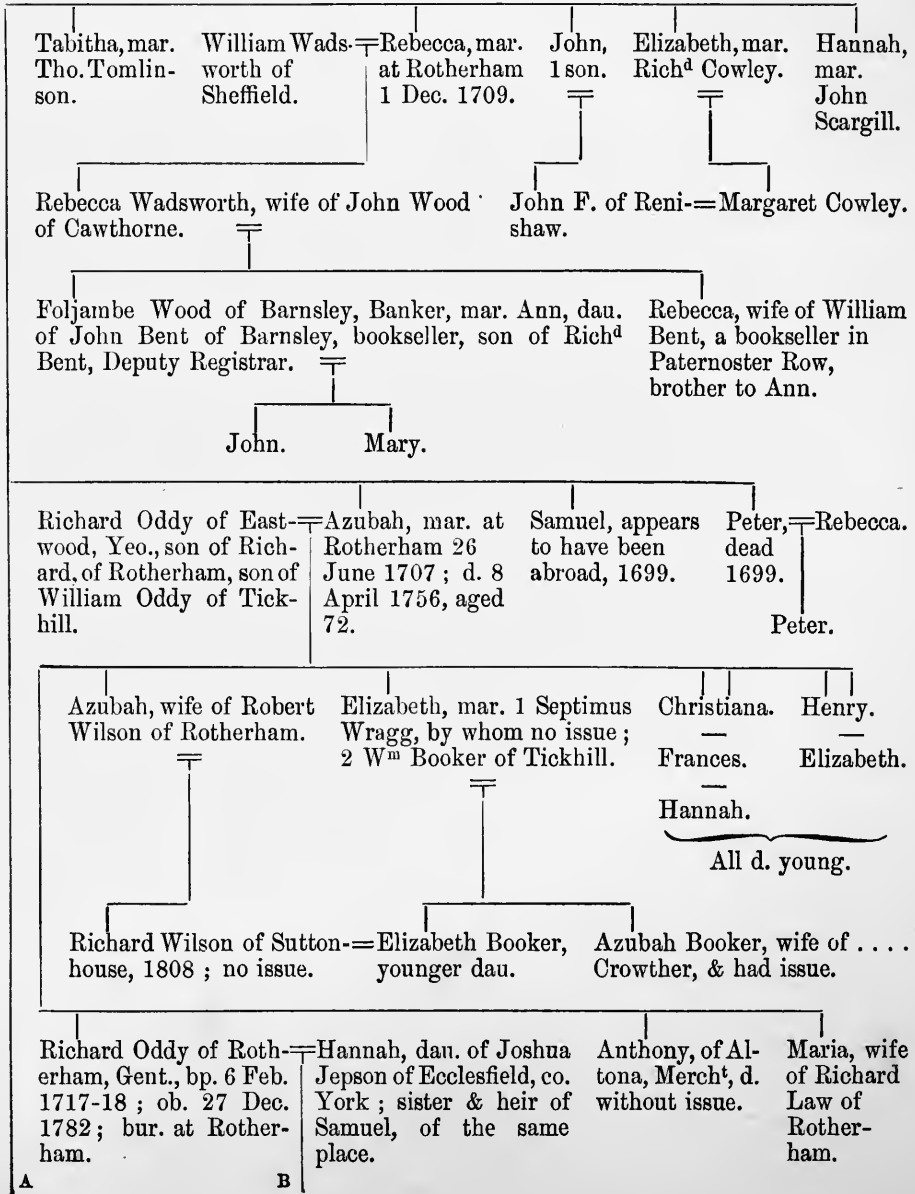 Tabitha, mar.
Tho. Tomlin-
son.
William Wads-
worth of
Sheffield.
Rebecca, mar.
at Rotherham
1 Dec. 1709.
John,
1 son.
Elizabeth, mar.
Richᵈ Cowley.
Hannah,
mar.
John
Scargill.
Rebecca Wadsworth, wife of John Wood
of Cawthorne.
John F. of Reni-
shaw.
Margaret Cowley.
Foljambe Wood of Barnsley, Banker, mar. Ann, dau.
of John Bent of Barnsley, bookseller, son of Richᵈ
Bent, Deputy Registrar.
Rebecca, wife of William
Bent, a bookseller in
Paternoster Row,
brother to Ann.
John.
Mary.
Richard Oddy of East-
wood, Yeo., son of Rich-
ard, of Rotherham, son of
William Oddy of Tick-
hill.
Azubah, mar. at
Rotherham 26
June 1707 ; d. 8
April 1756, aged
72.
Samuel, appears
to have been
abroad, 1699.
Peter,
dead
1699.
Rebecca.
Peter.
Azubah, wife of Robert
Wilson of Rotherham.
Elizabeth, mar. 1 Septimus
Wragg, by whom no issue ;
2 Wᵐ Booker of Tickhill.
Christiana.
—
Frances.
—
Hannah.
Henry.
—
Elizabeth.
All d. young.
Richard Wilson of Sutton-
house, 1808 ; no issue.
Elizabeth Booker,
younger dau.
Azubah Booker, wife of ....
Crowther, & had issue.
Richard Oddy of Roth-
erham, Gent., bp. 6 Feb.
1717-18 ; ob. 27 Dec.
1782 ; bur. at Rother-
ham.
Hannah, dau. of Joshua
Jepson of Ecclesfield, co.
York ; sister & heir of
Samuel, of the same
place.
Anthony, of Al-
tona, Merchᵗ, d.
without issue.
Maria, wife
of Richard
Law of
Rother-
ham.
A
B